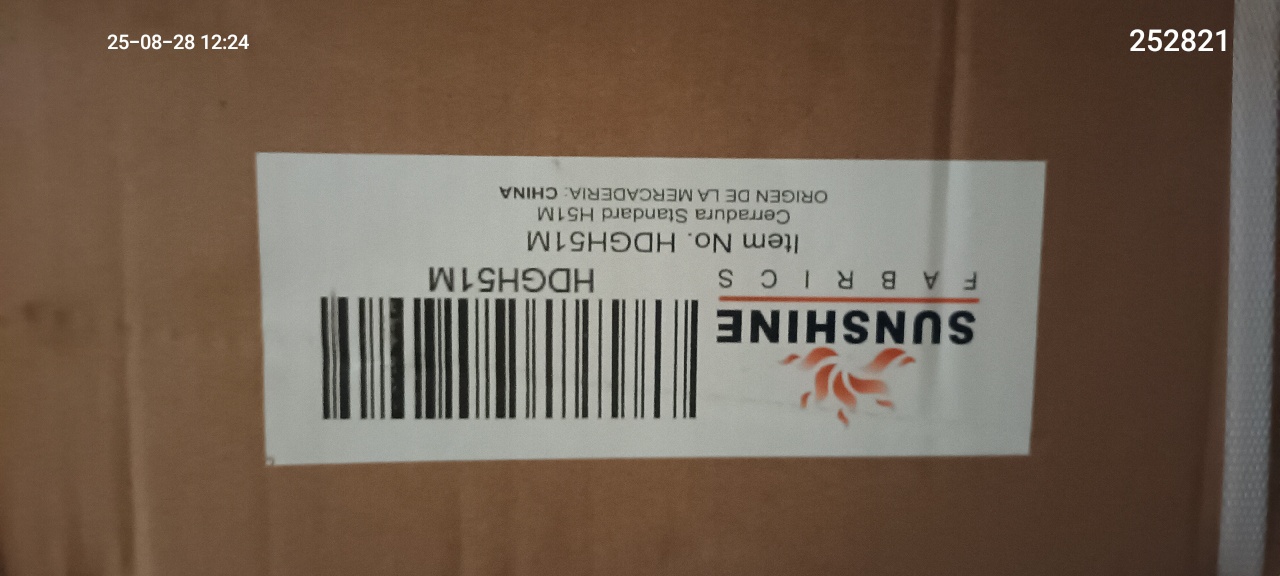 25-08-28 12:24
252821
SUNSHINE
FABRICS
HDGH51M
Item No. HDGH51M
Cerradura Standard H51M
ORIGEN DE LA MERCADERIA: CHINA